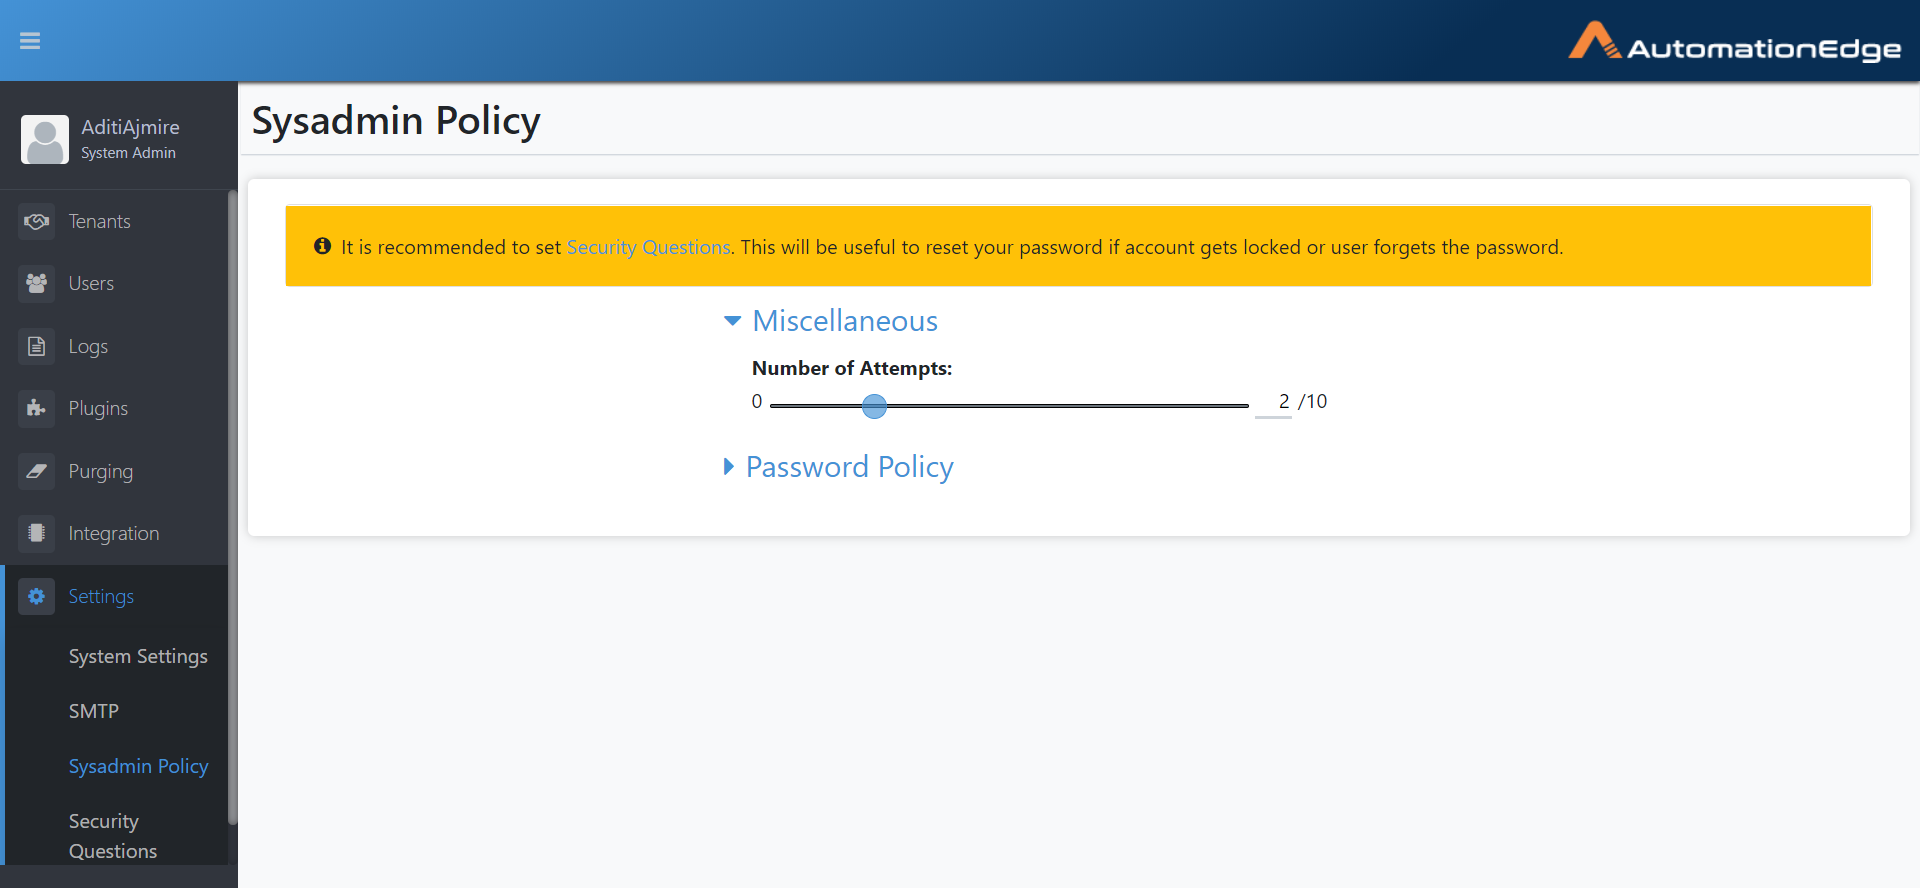 AutomationEdge
AditiAjmire
System Admin
Tenants
Users
Logs
Plugins
Purging
Integration
Settings
System Settings
SMTP
Sysadmin Policy
Security
Questions
Sysadmin Policy
It is recommended to set Security Questions. This will be useful to reset your password if account gets locked or user forgets the password.
Miscellaneous
Number of Attempts:
0 2 /10
Password Policy